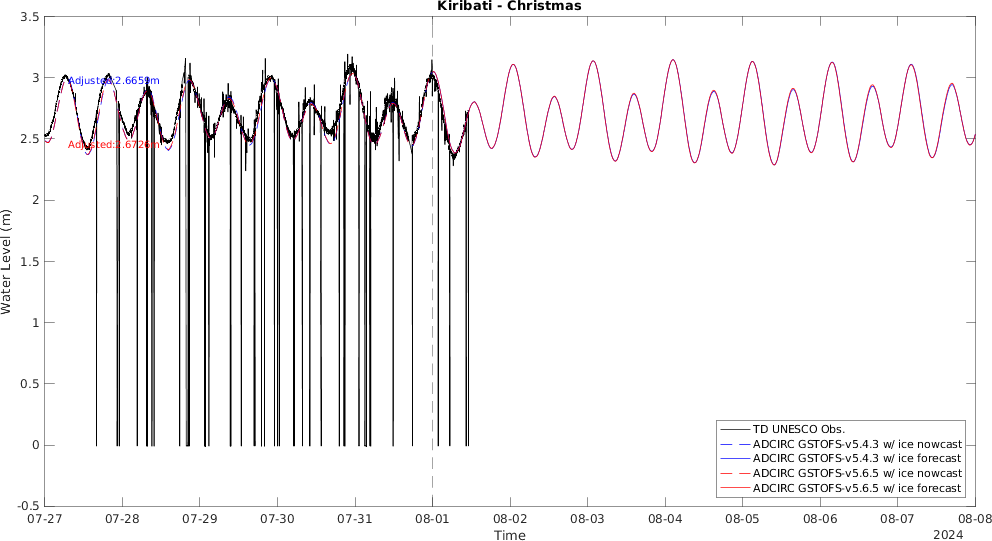 Kiribati - Christmas
3.5
3
2.5
2
1.5
1
0.5
0
-0.5
Water Level (m)
Adjusted:2.6659m
Adjusted:2.6726m
TD UNESCO Obs.
ADCIRC GSTOFS-v5.4.3 w/ ice nowcast
ADCIRC GSTOFS-v5.4.3 w/ ice forecast
ADCIRC GSTOFS-v5.6.5 w/ ice nowcast
ADCIRC GSTOFS-v5.6.5 w/ ice forecast
07-27 07-28 07-29 07-30 07-31 08-01 08-02 08-03 08-04 08-05 08-06 08-07 08-08
Time
2024